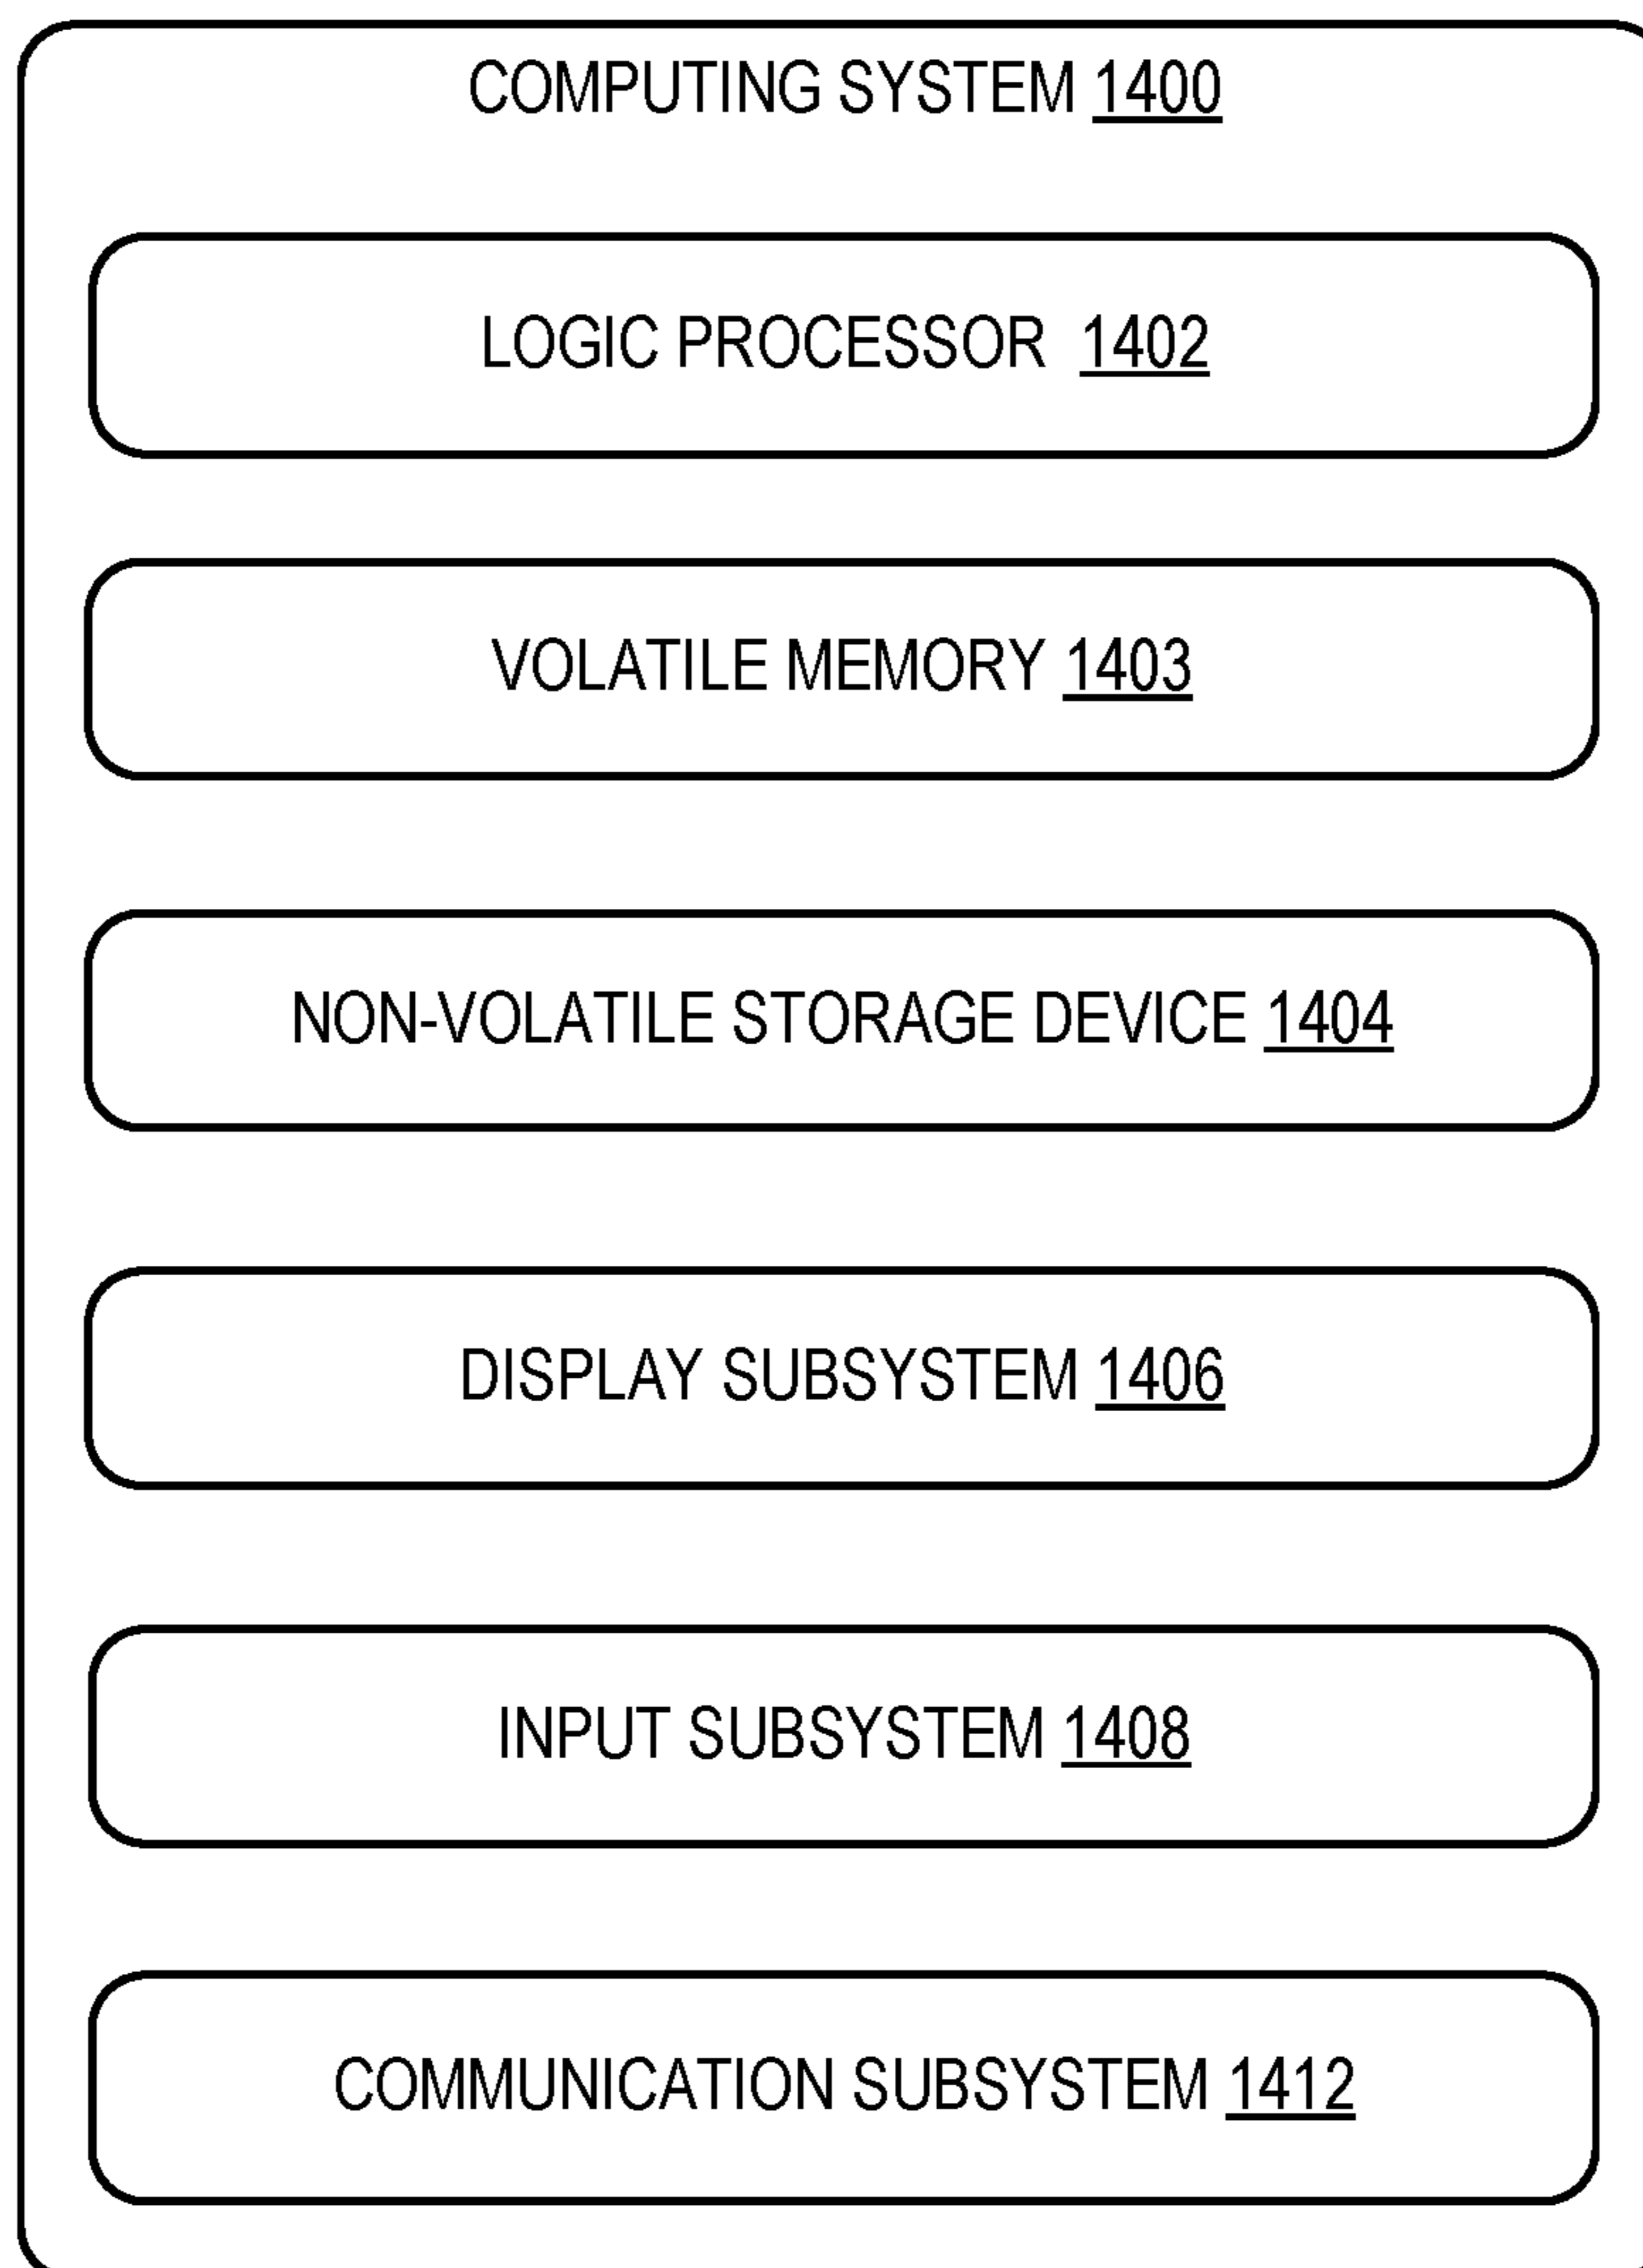 COMPUTING SYSTEM 1400
LOGIC PROCESSOR 1402
VOLATILE MEMORY 1403
NON-VOLATILE STORAGE DEVICE 1404
DISPLAY SUBSYSTEM 1406
INPUT SUBSYSTEM 1408
COMMUNICATION SUBSYSTEM 1412